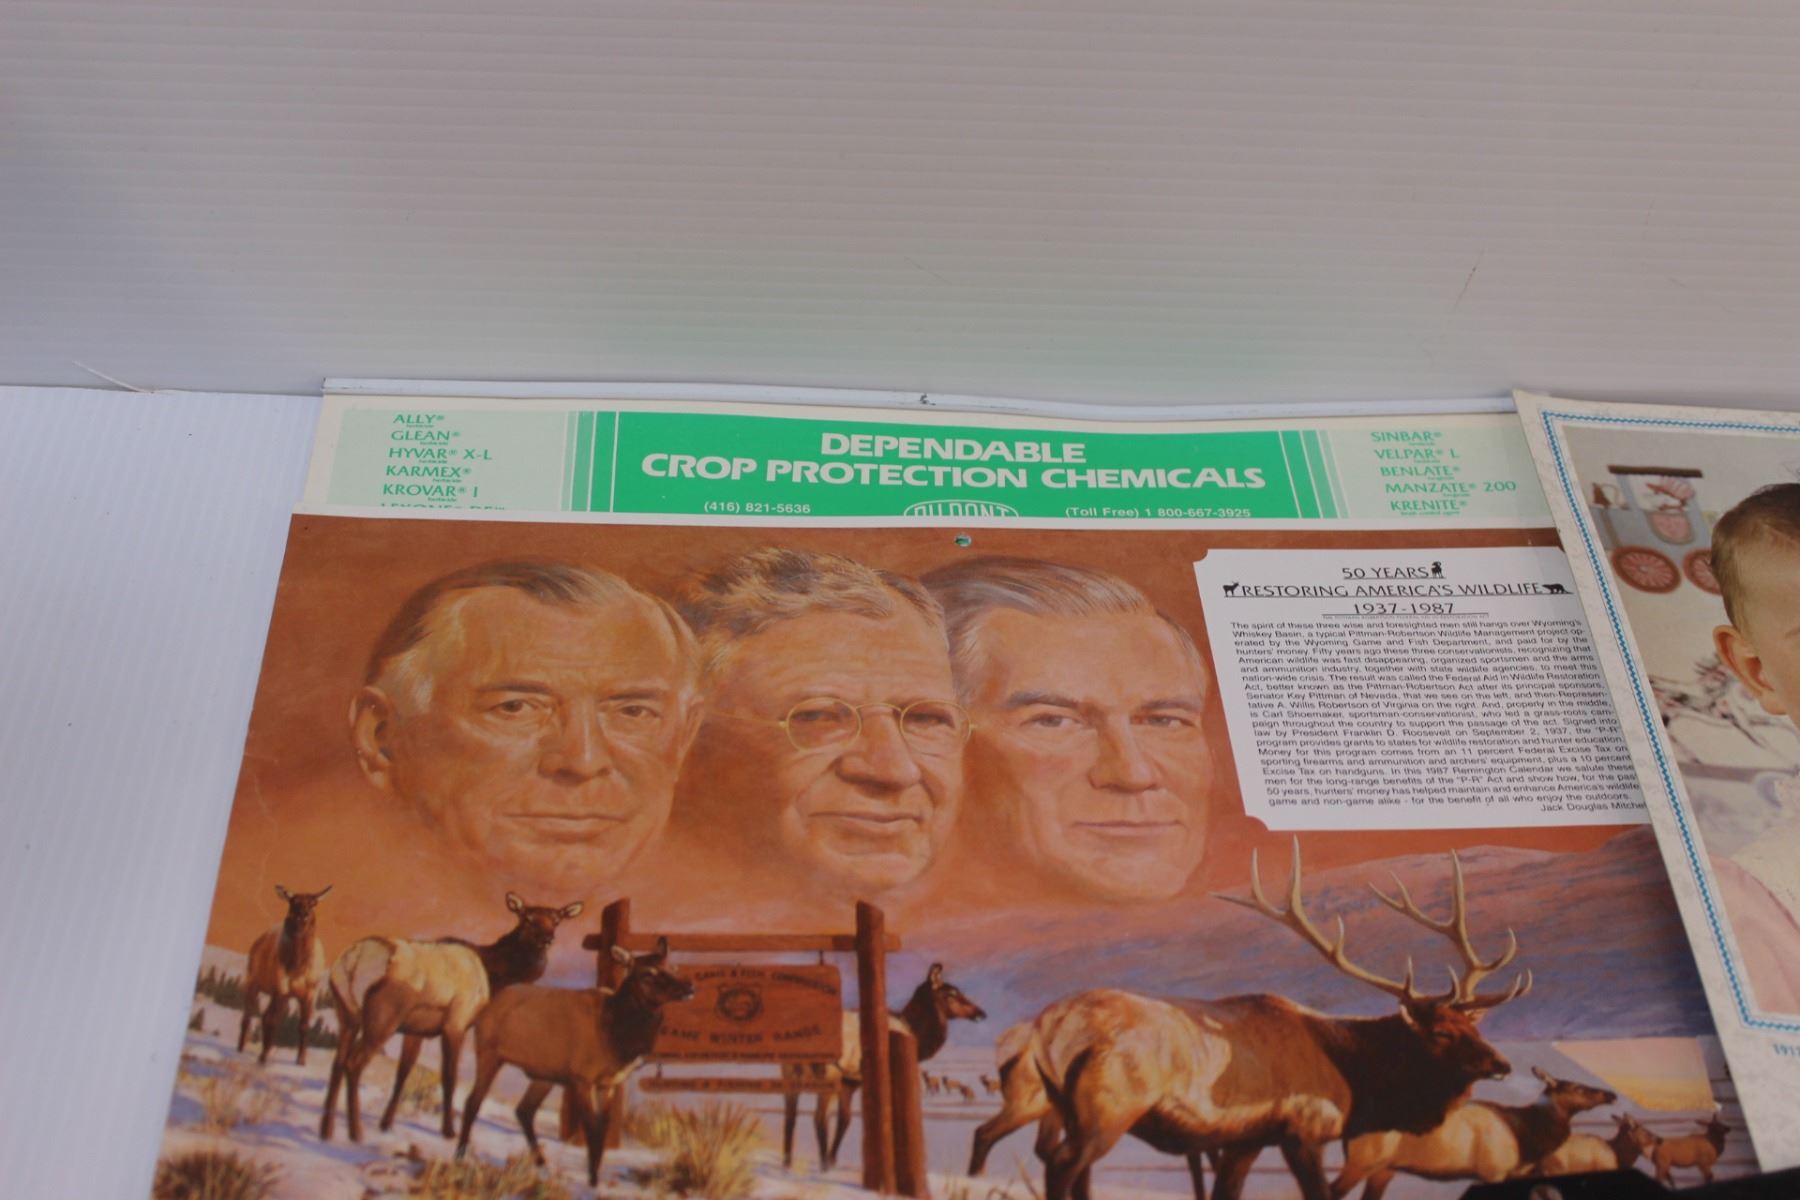 ALLY®
GLEAN®
HYVAR® X-L
KARMEX®
KROVAR® I
DEPENDABLE
CROP PROTECTION CHEMICALS
(416) 821-5636
DU PONT
(Toll Free) 1 800-667-3925
SINBAR®
VELPAR® L
BENLATE®
MANZATE® 200
KRENITE®
50 YEARS
RESTORING AMERICA'S WILDLIFE
1937-1987
The spirit of these three wise and foresighted men still hangs over Wyoming's
Whiskey Basin, a typical Pittman-Robertson Wildlife Management project op-
erated by the Wyoming Game and Fish Department, and paid for by the
hunters' money. Fifty years ago these three conservationists, recognizing that
American wildlife was fast disappearing, organized sportsmen and the arms
and ammunition industry, together with state wildlife agencies, to meet this
nation-wide crisis. The result was called the Federal Aid in Wildlife Restoration
Act, better known as the Pittman-Robertson Act after its principal sponsors,
Senator Key Pittman of Nevada, that we see on the left, and then-Represen-
tative A. Willis Robertson of Virginia on the right. And, properly in the middle,
is Carl Shoemaker, sportsman-conservationist, who led a grass-roots cam-
paign throughout the country to support the passage of the act. Signed into
law by President Franklin D. Roosevelt on September 2, 1937, the "P-R"
program provides grants to states for wildlife restoration and hunter education.
Money for this program comes from an 11 percent Federal Excise Tax on
sporting firearms and ammunition and archers' equipment, plus a 10 percent
Excise Tax on handguns. In this 1987 Remington Calendar we salute these
men for the long-range benefits of the "P-R" Act and show how, for the past
50 years, hunters' money has helped maintain and enhance America's wildlife
game and non-game alike - for the benefit of all who enjoy the outdoors.
Jack Douglas Mitchel
GAME & FISH COMMISSION
GAME WINTER RANGE